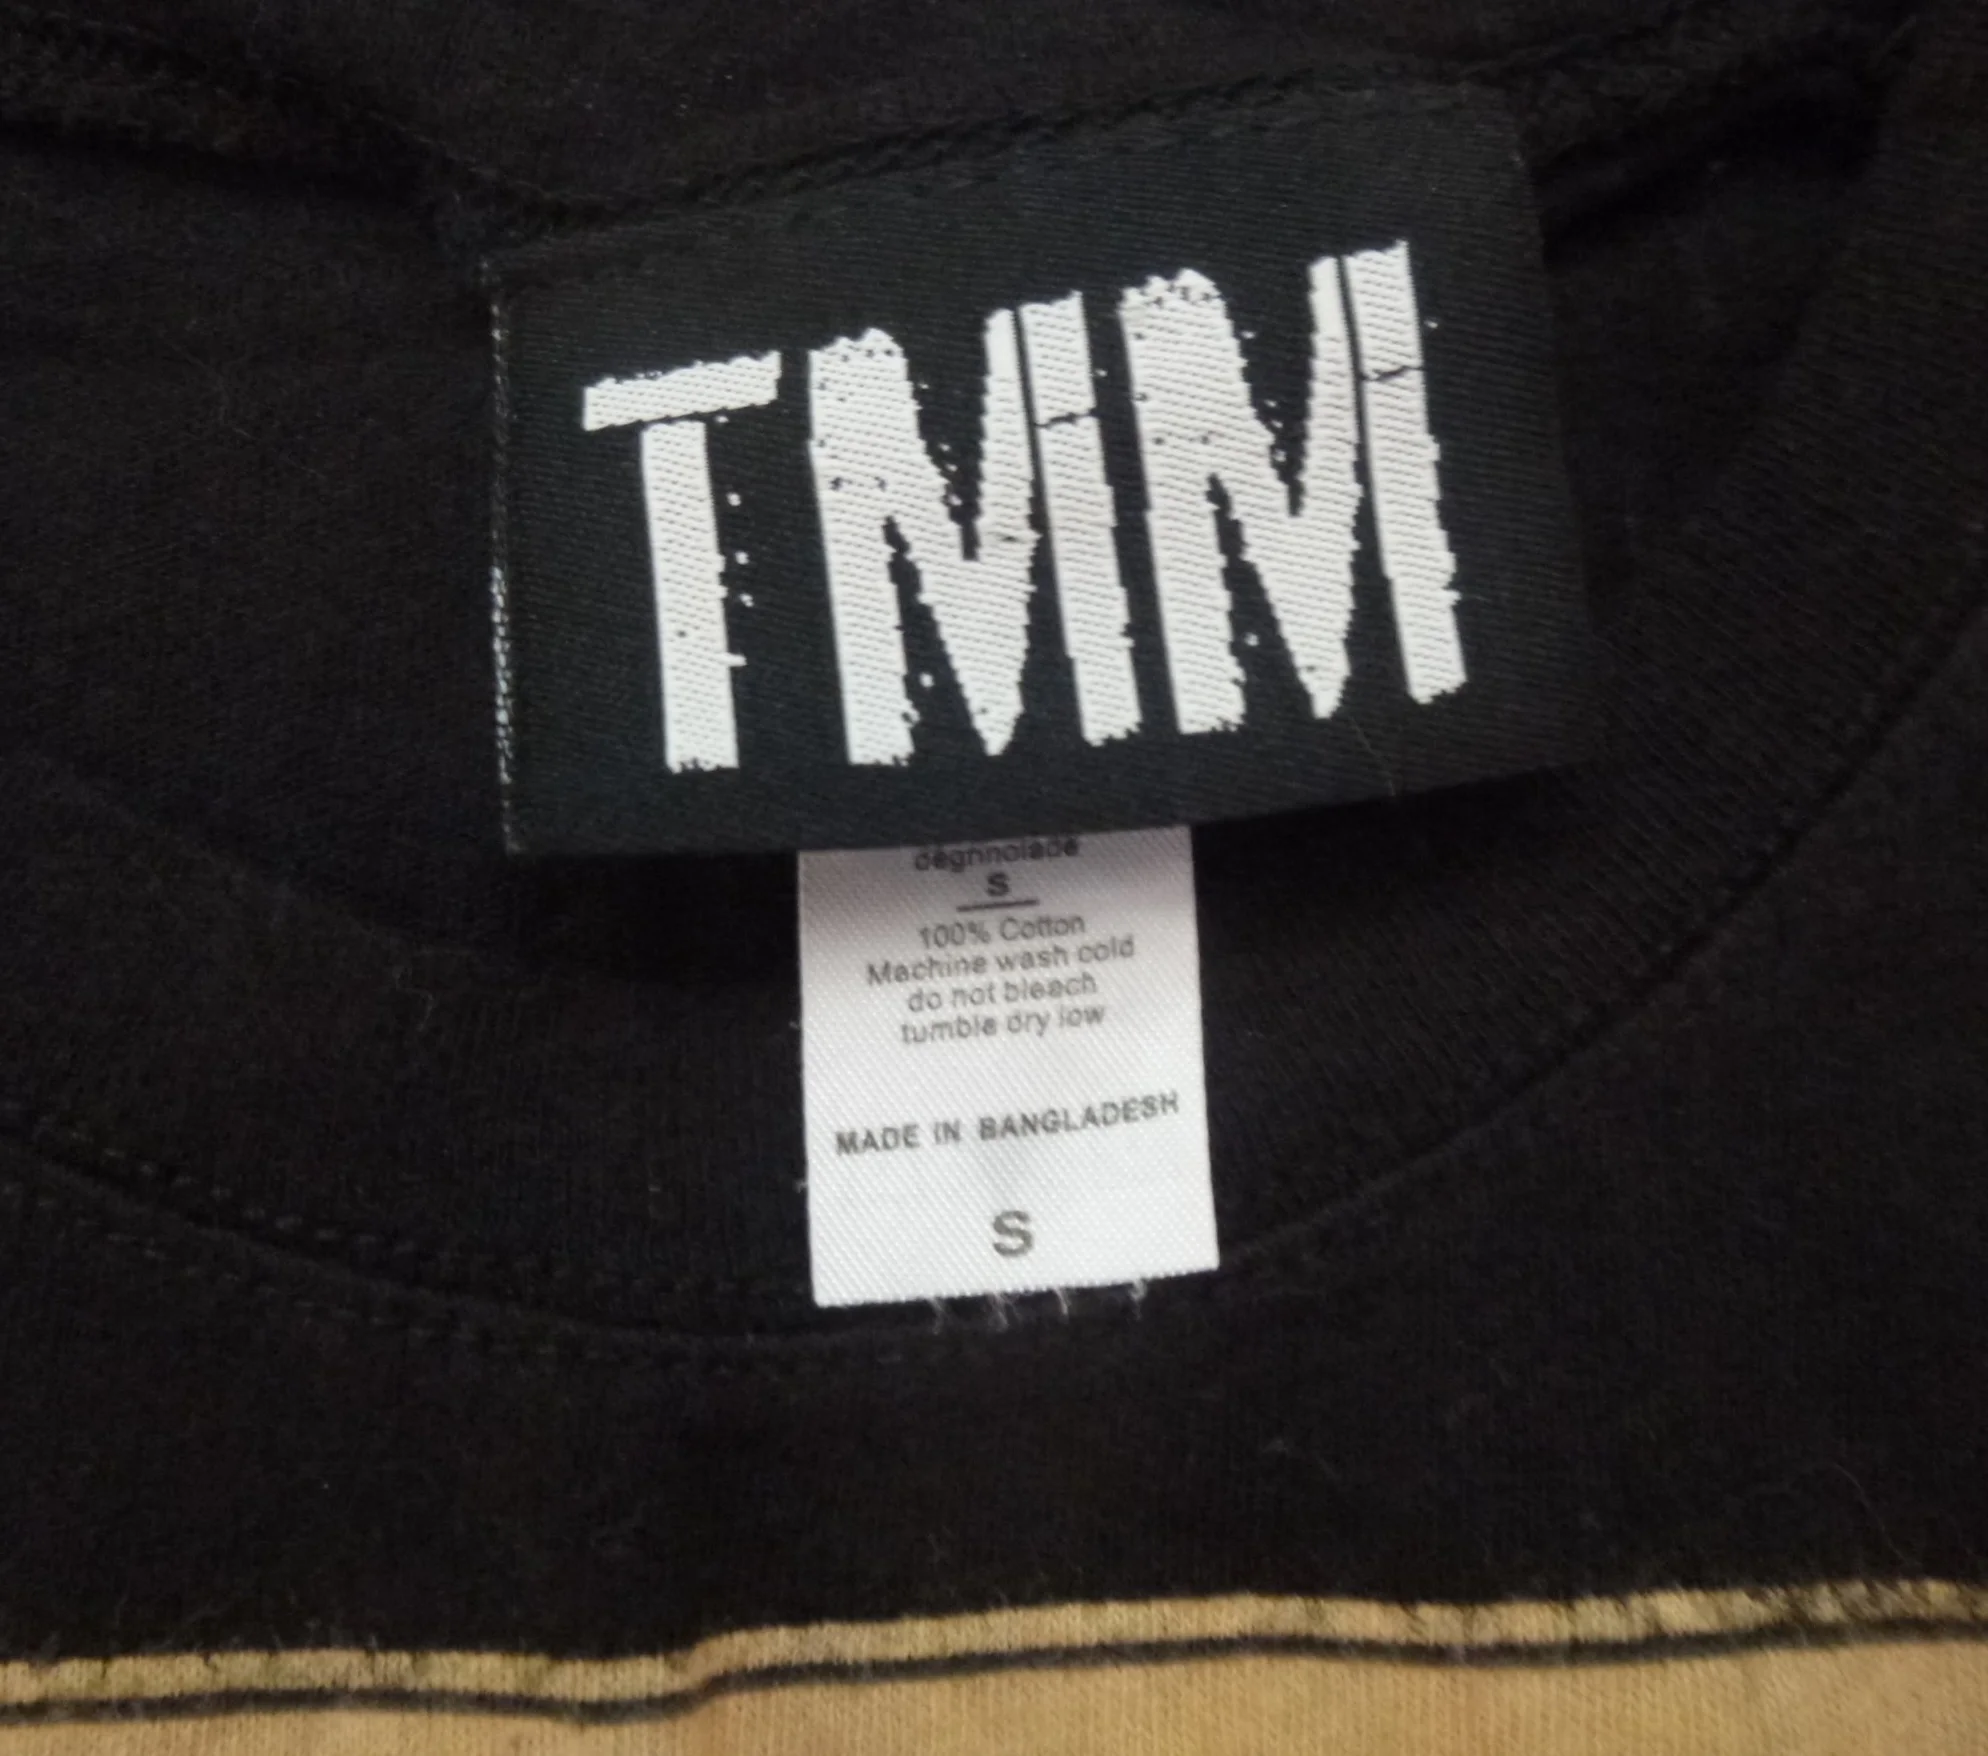 TMM
S
100% Cotton
Machine wash cold
do not bleach
tumble dry low
MADE IN BANGLADESH
S